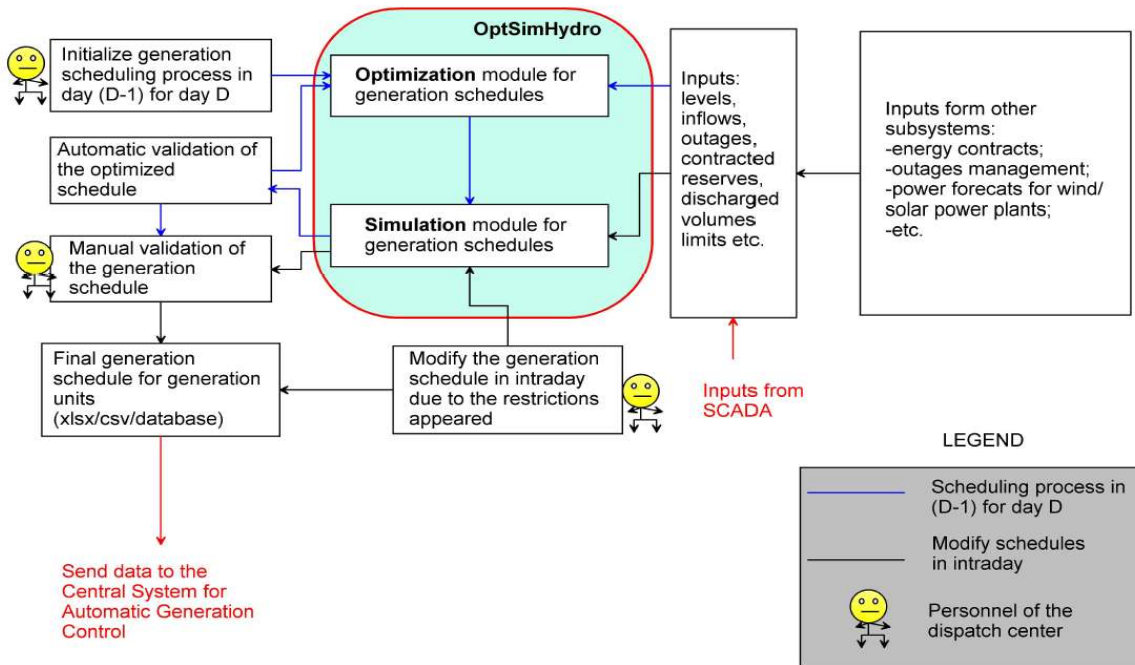 OptSimHydro
Initialize generation
scheduling process in
day (D-1) for day D
Optimization module for
generation schedules
Inputs:
levels,
inflows,
outages,
contracted
reserves,
discharged
volumes
limits etc.
Inputs form other
subsystems:
-energy contracts;
-outages management;
-power forecats for wind/
solar power plants;
-etc.
Automatic validation of
the optimized
schedule
Simulation module for
generation schedules
Manual validation of
the generation
schedule
Final generation
schedule for generation
units
(xlsx/csv/database)
Modify the generation
schedule in intraday
due to the restrictions
appeared
Inputs from
SCADA
Send data to the
Central System for
Automatic Generation
Control
LEGEND
Scheduling process in
(D-1) for day D
Modify schedules
in intraday
Personnel of the
dispatch center